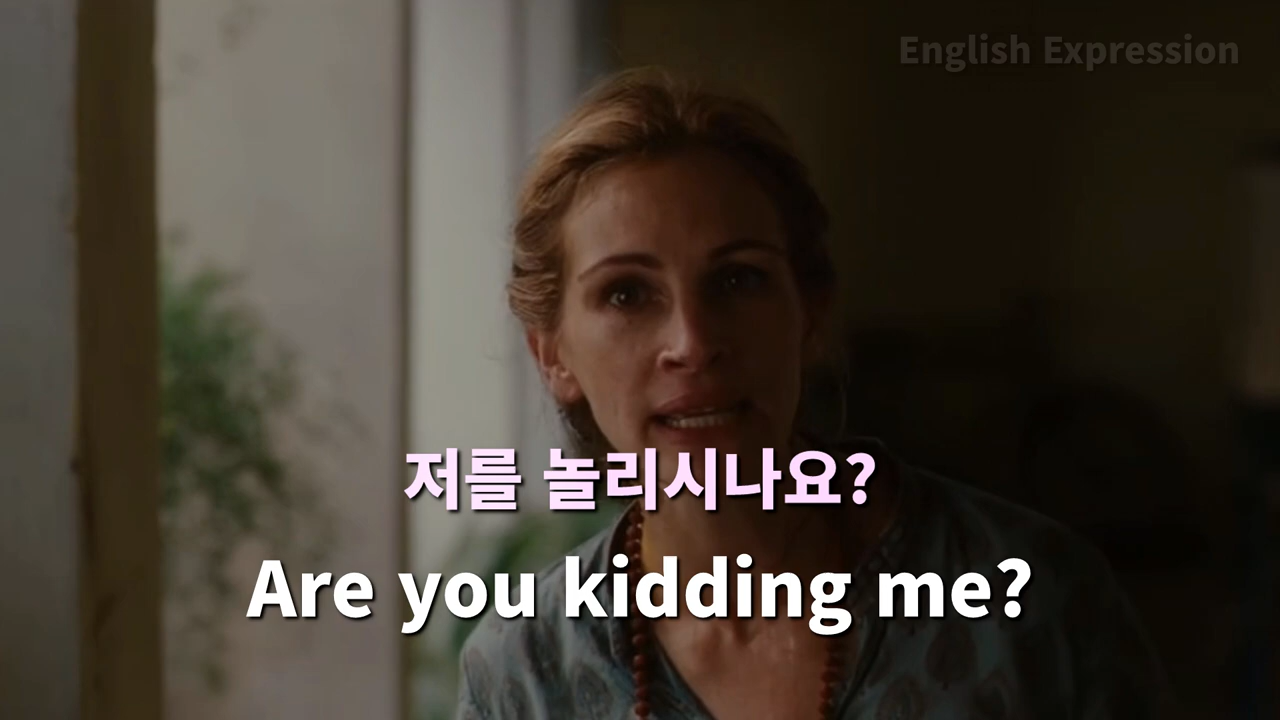 English Expression
저를 놀리시나요?
Are you kidding me?